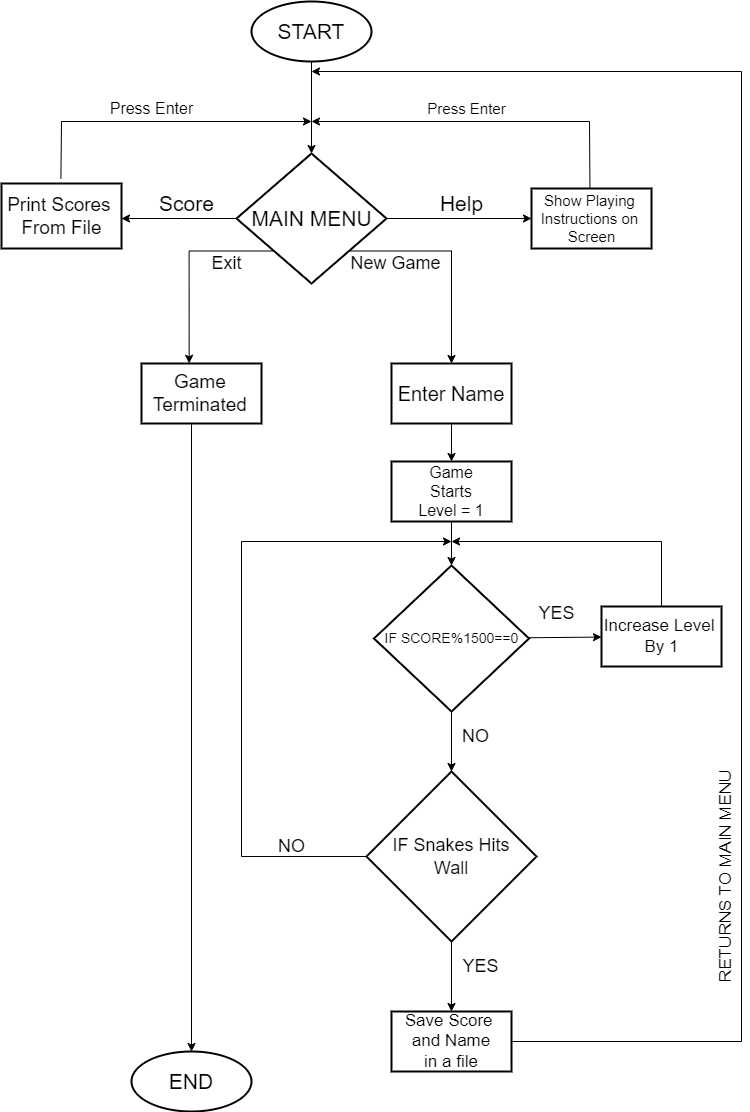 START
Press Enter
Press Enter
Print Scores
From File
Score
MAIN MENU
Help
Show Playing
Instructions on
Screen
Exit
New Game
Game
Terminated
Enter Name
Game
Starts
Level = 1
IF SCORE%1500==0
YES
Increase Level
By 1
NO
IF Snakes Hits
Wall
NO
YES
RETURNS TO MAIN MENU
Save Score
and Name
in a file
END